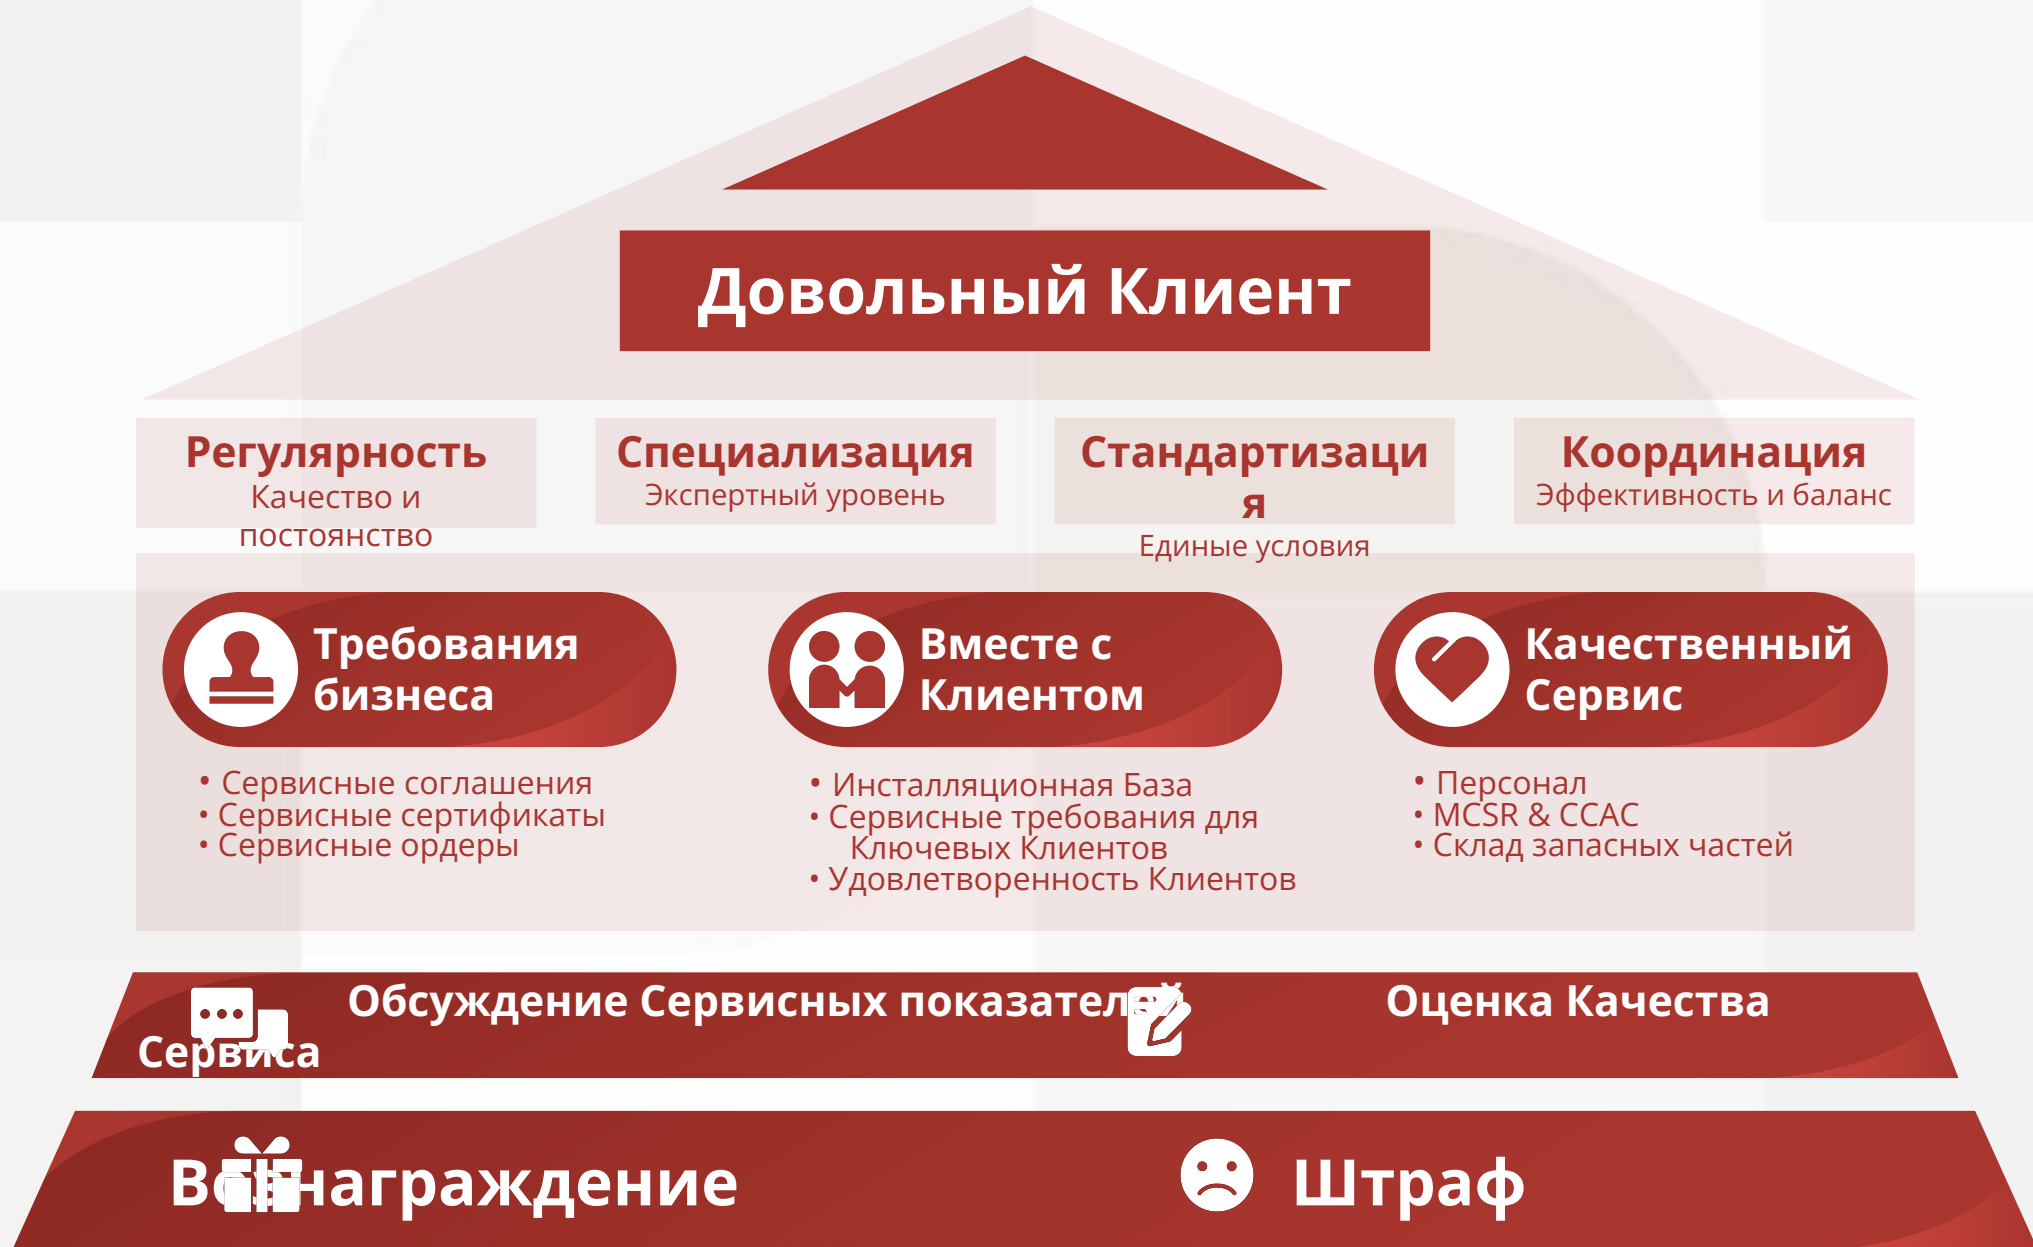 Довольный Клиент
Регулярность
Качество и
постоянство
Специализация
Экспертный уровень
Стандартизаци
я
Единые условия
Координация
Эффективность и баланс
Требования
бизнеса
• Сервисные соглашения
• Сервисные сертификаты
• Сервисные ордеры
Вместе с
Клиентом
• Инсталляционная База
• Сервисные требования для
Ключевых Клиентов
• Удовлетворенность Клиентов
Качественный
Сервис
• Персонал
• MCSR & CCAC
• Склад запасных частей
Обсуждение Сервисных показателей Оценка Качества
Сервиса
Вознаграждение Штраф